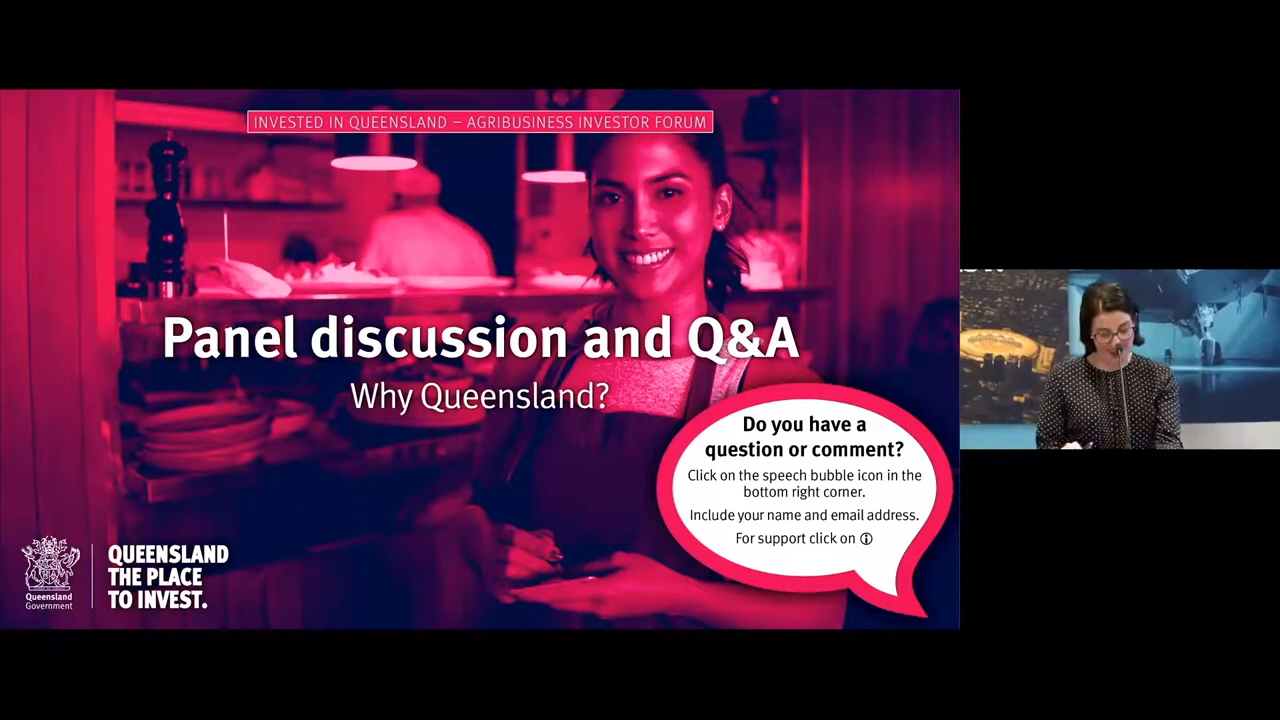 INVESTED IN QUEENSLAND – AGRIBUSINESS INVESTOR FORUM
Panel discussion and Q&A
Why Queensland?
Do you have a
question or comment?
Click on the speech bubble icon in the
bottom right corner.
Include your name and email address.
For support click on ⓘ
Queensland
Government
QUEENSLAND
THE PLACE
TO INVEST.